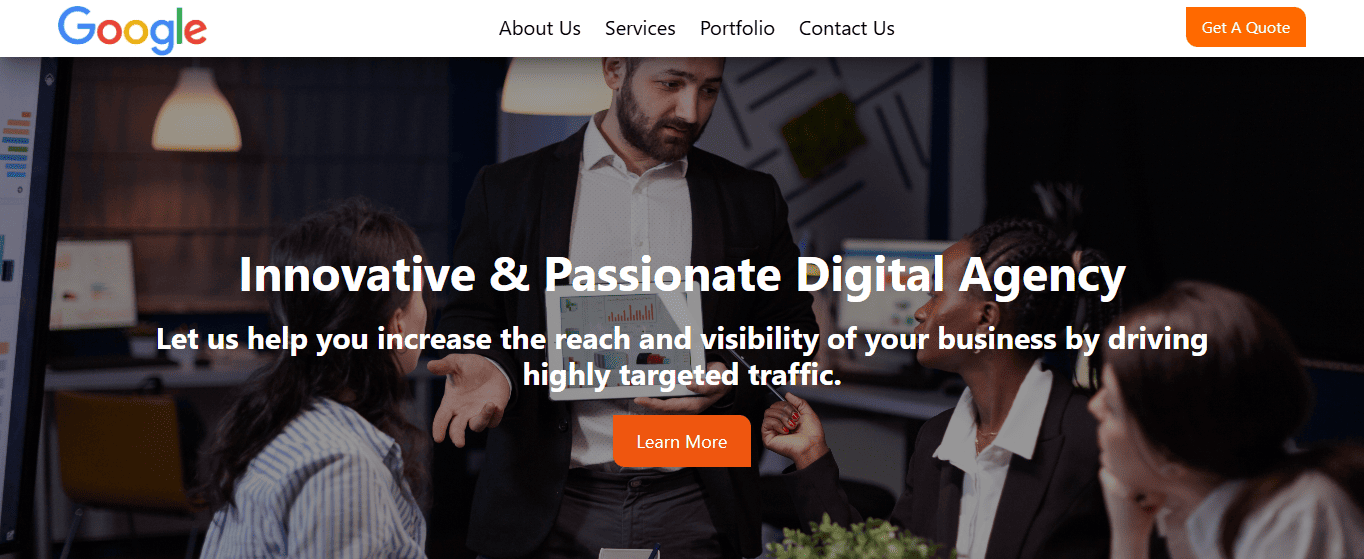 Google
About Us Services Portfolio Contact Us
Get A Quote
Innovative & Passionate Digital Agency
Let us help you increase the reach and visibility of your business by driving
highly targeted traffic.
Learn More